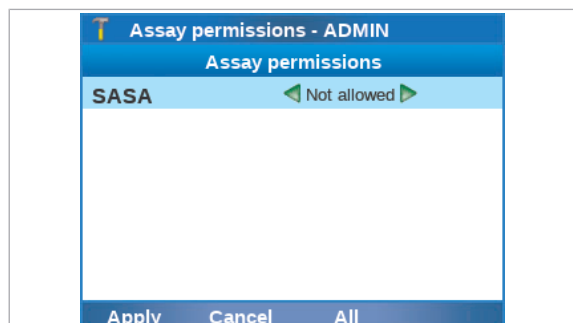 Assay permissions - ADMIN
Assay permissions
SASA Not allowed
Apply Cancel All